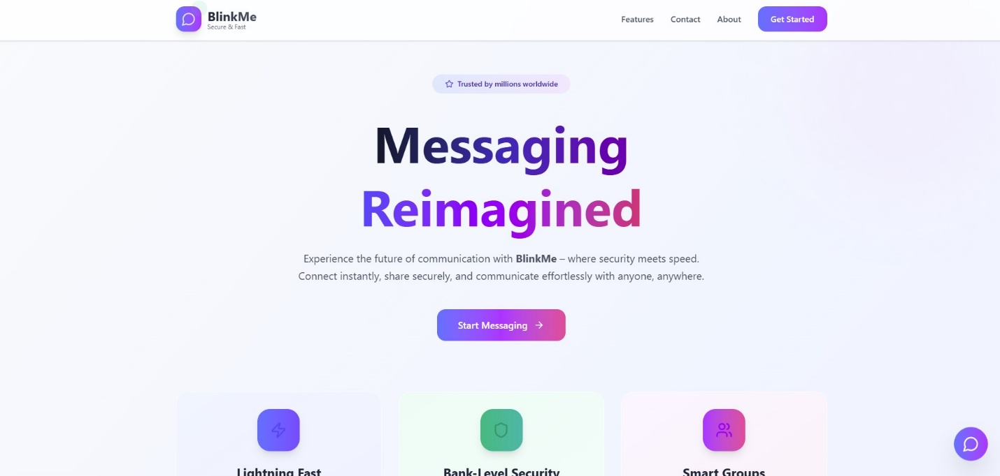 BlinkMe
Secure & Fast
Features
Contact
About
Get Started
Trusted by millions worldwide
Messaging
Reimagined
Experience the future of communication with BlinkMe – where security meets speed.
Connect instantly, share securely, and communicate effortlessly with anyone, anywhere.
Start Messaging
Lightning Fast
Bank-Level Security
Smart Groups